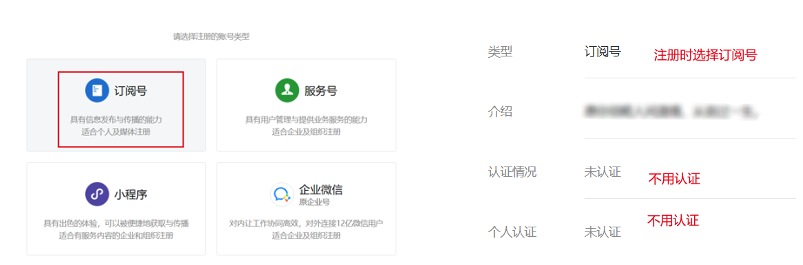 请选择注册的账号类型
订阅号
具有信息发布与传播的能力
适合个人及媒体注册
服务号
具有用户管理与提供业务服务的能力
适合企业及组织注册
小程序
具有出色的体验,可以被便捷地获取与传播
适合有服务内容的企业和组织注册
企业微信
原企业号
对内让工作协同高效,对外连接12亿微信用户
适合企业及组织注册
类型 订阅号 注册时选择订阅号
介绍
认证情况 未认证 不用认证
个人认证 未认证 不用认证